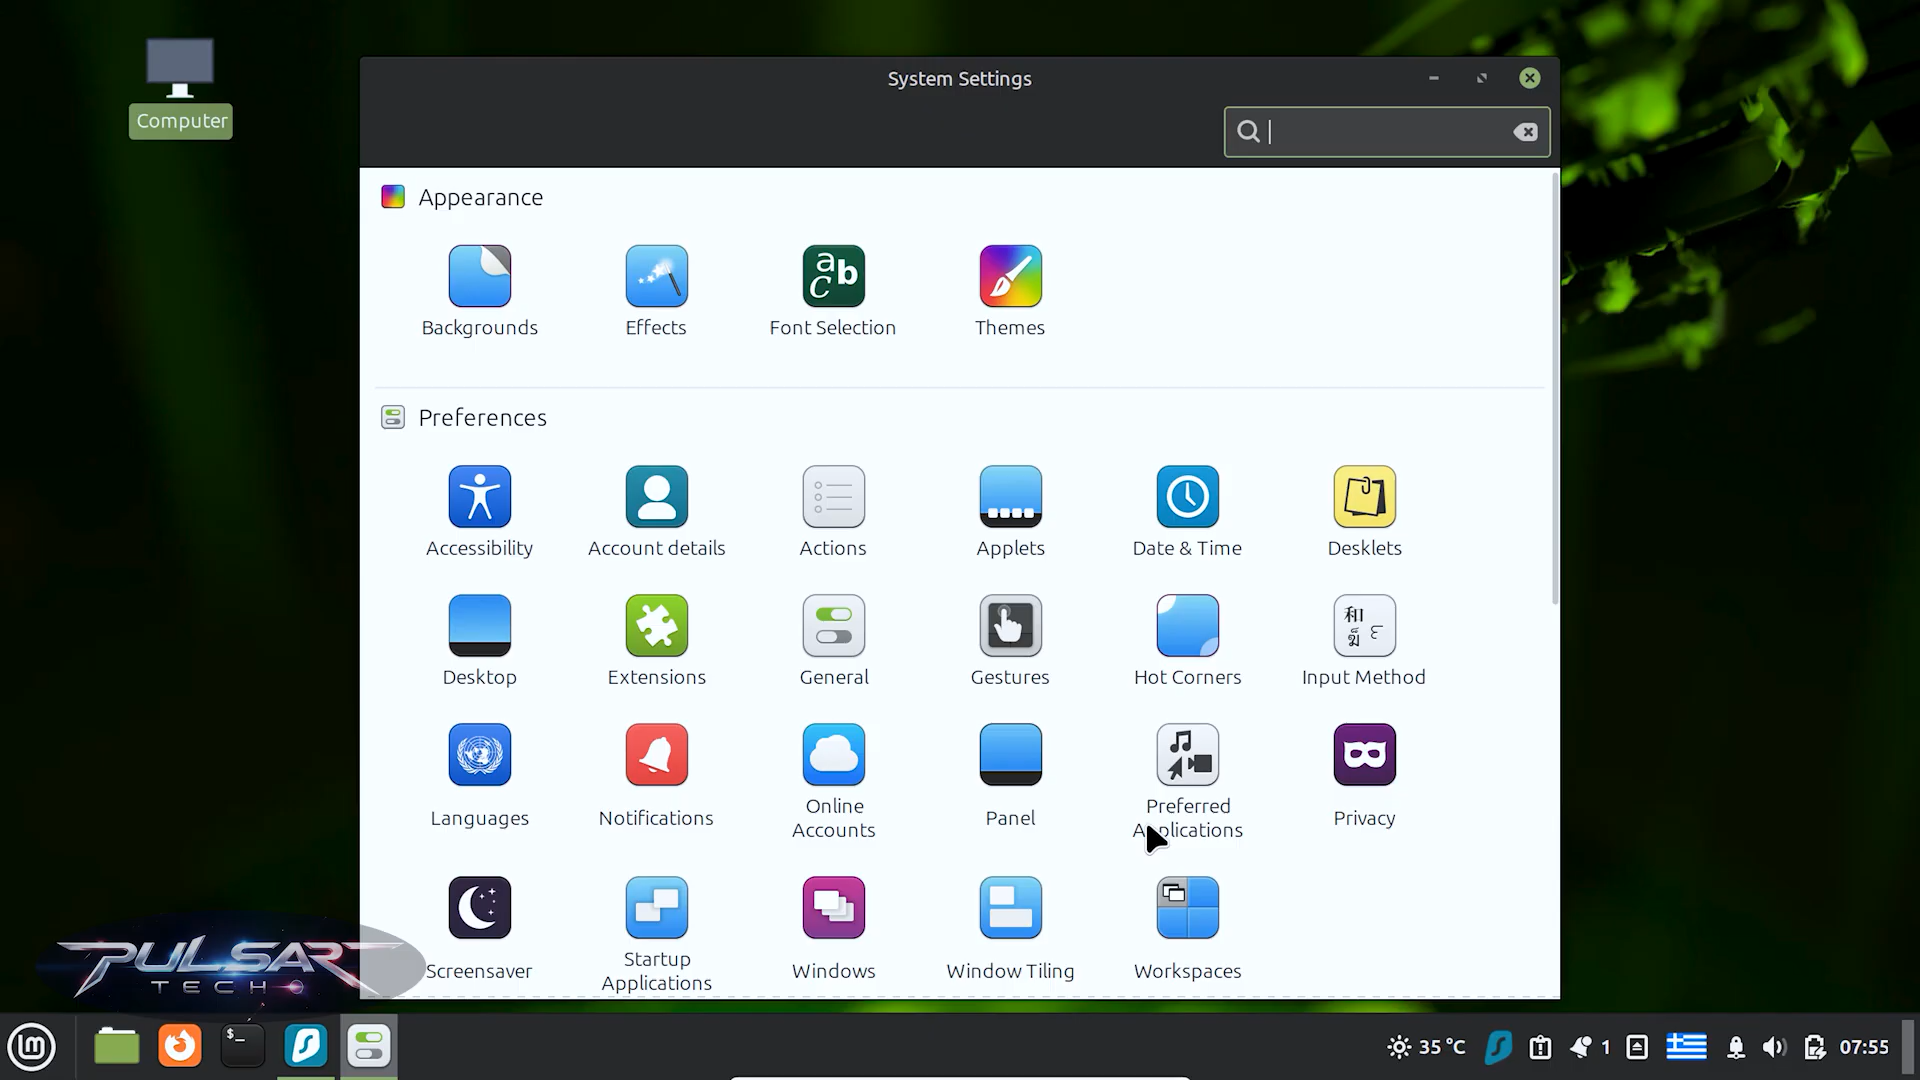 System Settings
Computer
Appearance
Backgrounds
Effects
Font Selection
Themes
Preferences
Accessibility
Account details
Actions
Applets
Date & Time
Desklets
Desktop
Extensions
General
Gestures
Hot Corners
Input Method
Languages
Notifications
Online
Accounts
Panel
Preferred
Applications
Privacy
Screensaver
Startup
Applications
Windows
Window Tiling
Workspaces
PULSAR
TECH
35 °C
1
07:55